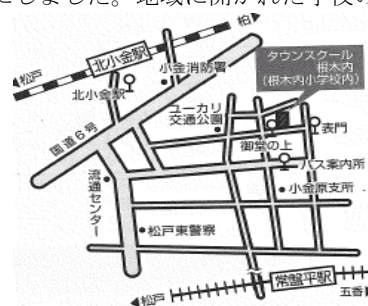 にしました。地域に開かれた学校の
柏
北小金駅
松戸
小金消防署
北小金駅
タウンスクール
根木内
(根木内小学校内)
ユーカリ
交通公園
国道6号
表門
御堂の上
バス案内所
流通センター
小金原支所
松戸東警察
常盤平駅
松戸
五香